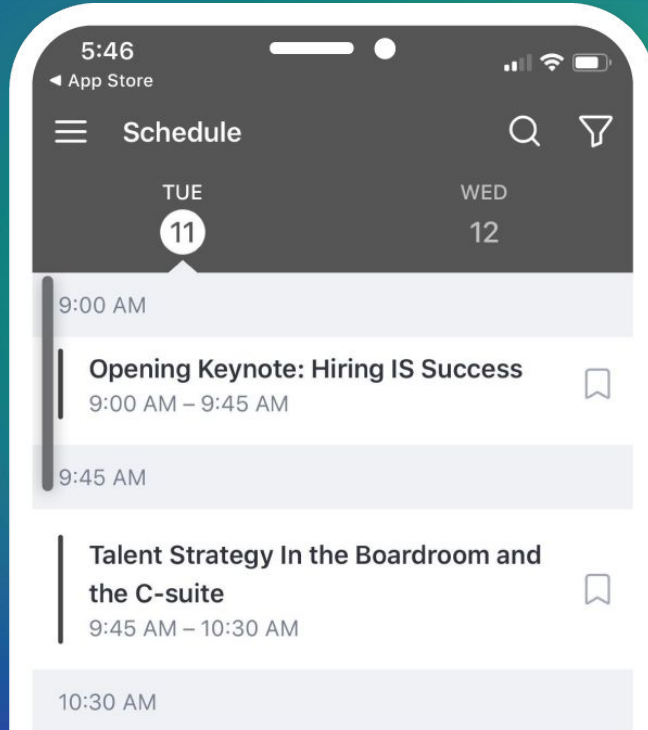 5:46
◀ App Store
Schedule
TUE
WED
11
12
9:00 AM
Opening Keynote: Hiring IS Success
9:00 AM – 9:45 AM
9:45 AM
Talent Strategy In the Boardroom and
the C-suite
9:45 AM – 10:30 AM
10:30 AM